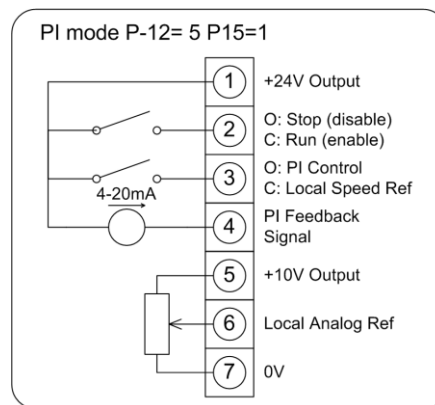 PI mode P-12= 5 P15=1
1 +24V Output
2 O: Stop (disable)
C: Run (enable)
3 O: PI Control
C: Local Speed Ref
4-20mA
4 PI Feedback
Signal
5 +10V Output
6 Local Analog Ref
7 0V